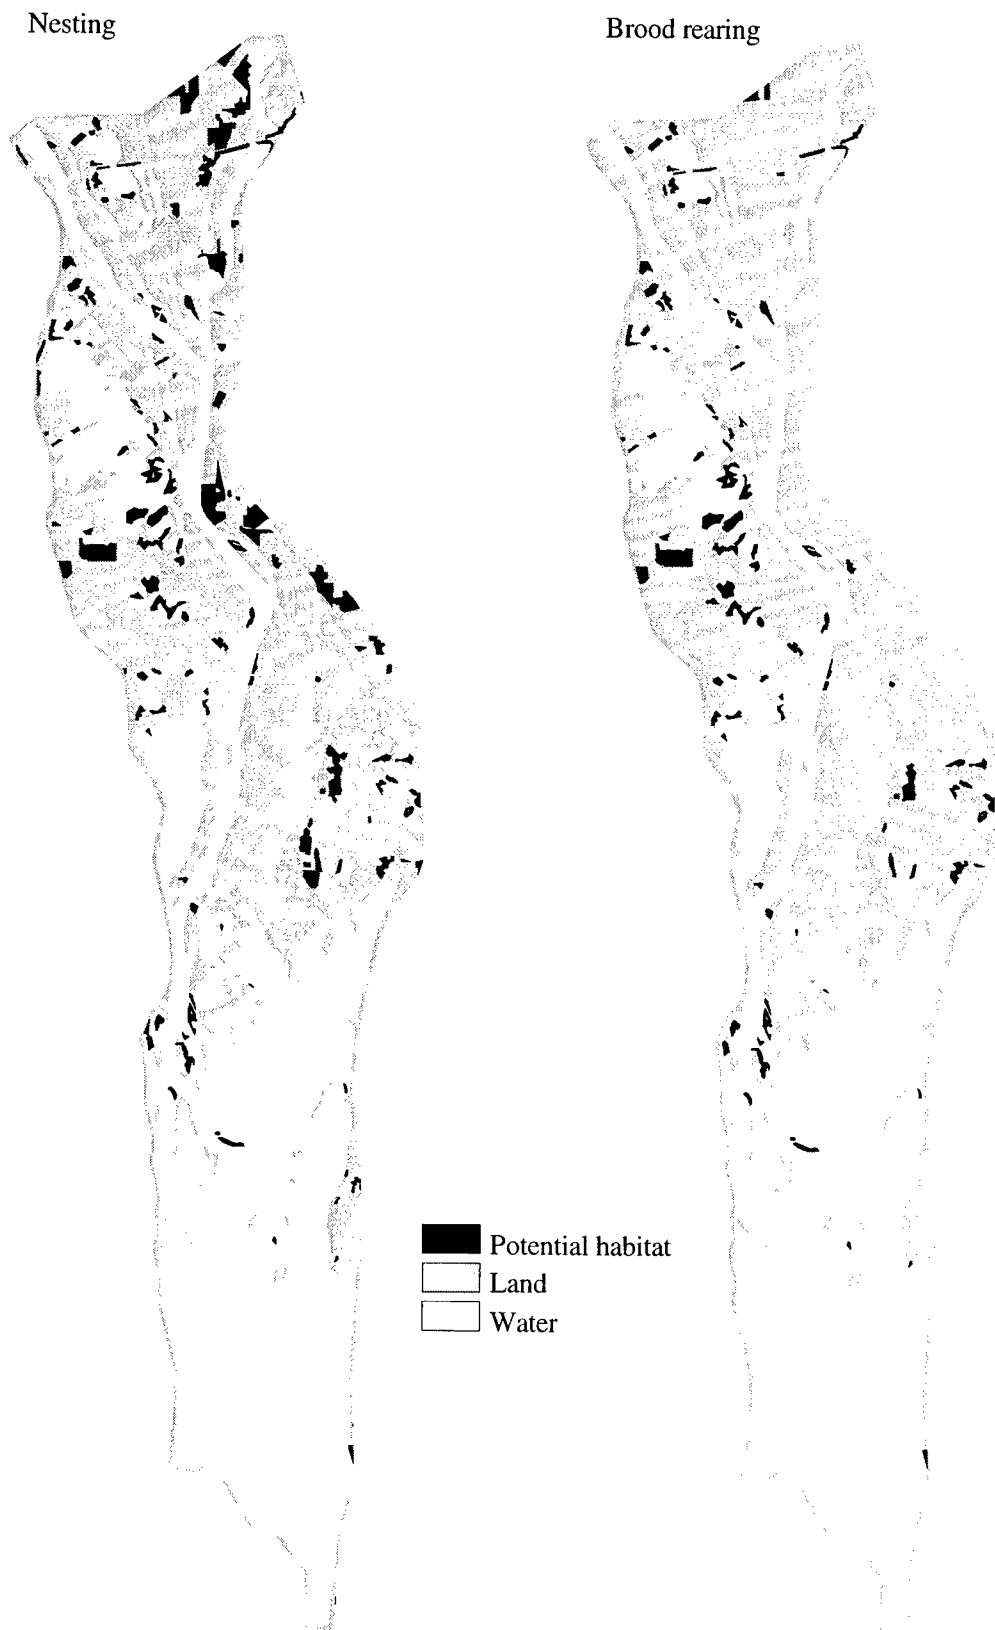 Nesting
Brood rearing
Potential habitat
Land
Water